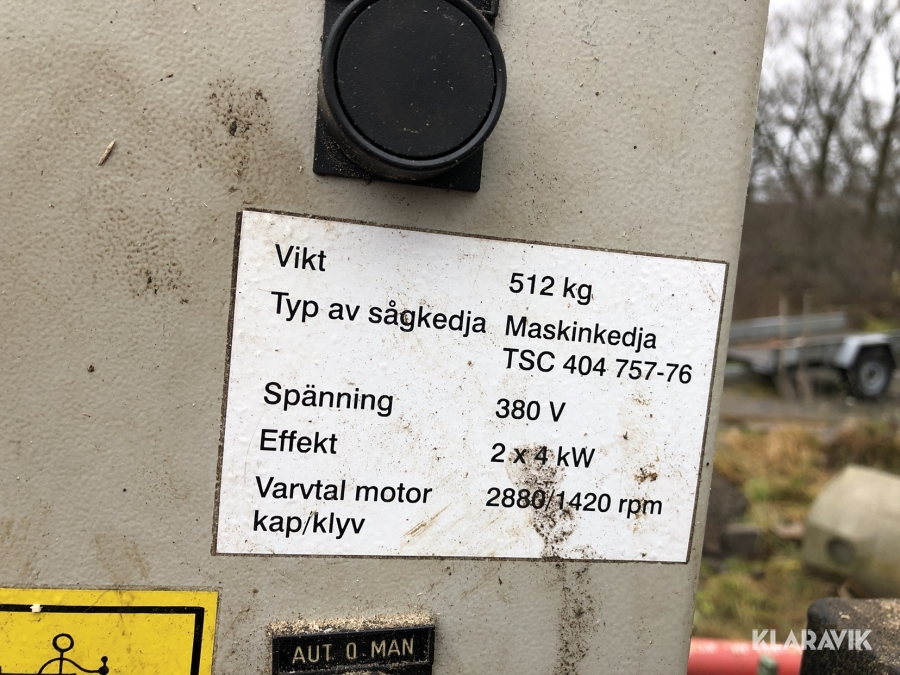 Vikt 512 kg
Typ av sågkedja Maskinkedja
TSC 404 757-76
Spänning 380 V
Effekt 2 x 4 kW
Varvtal motor 2880/1420 rpm
kap/klyv
AUT 0 MAN
KLARAVIK